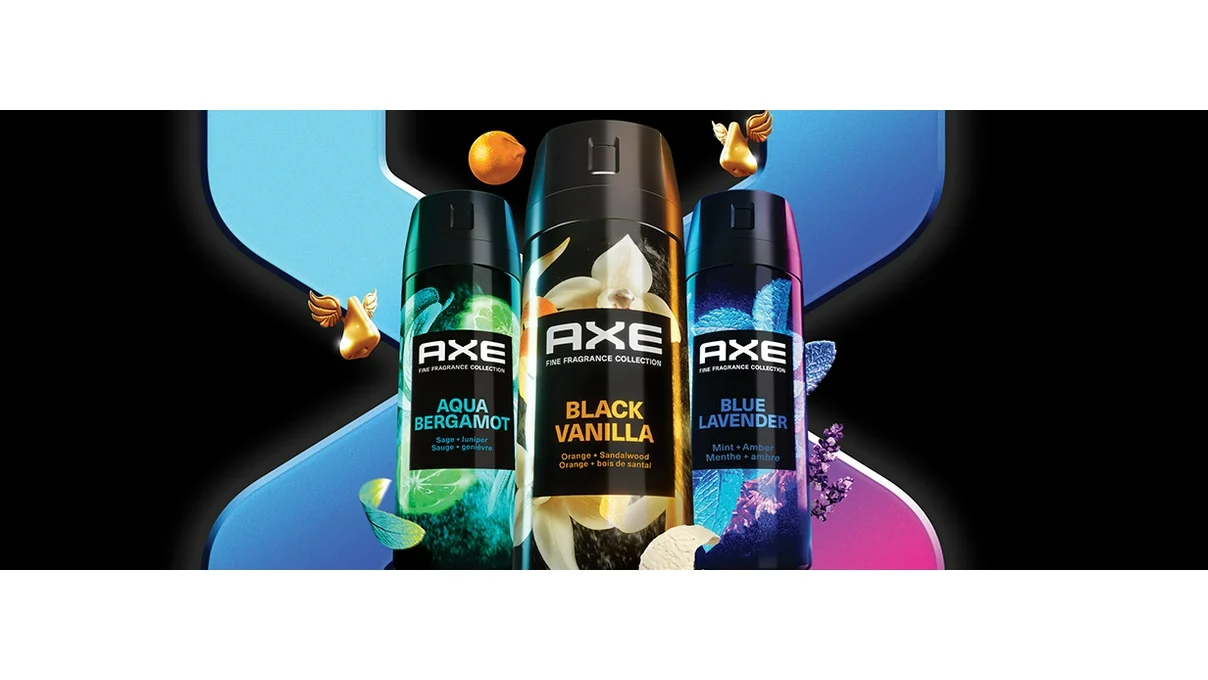 AXE
FINE FRAGRANCE COLLECTION
AQUA
BERGAMOT
Sage + Juniper
Sauge + genièvre
AXE
FINE FRAGRANCE COLLECTION
BLACK
VANILLA
Orange + Sandalwood
Orange + bois de santal
AXE
FINE FRAGRANCE COLLECTION
BLUE
LAVENDER
Mint + Amber
Menthe + ambre